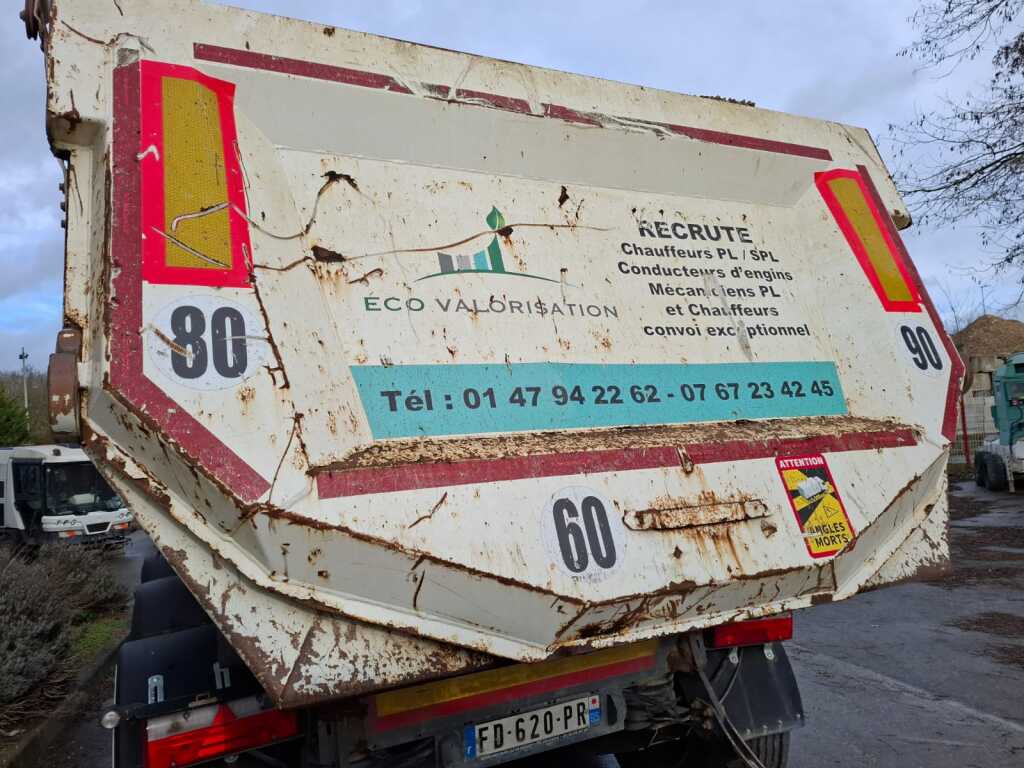 80
ÉCO VALORISATION
RECRUTE
Chauffeurs PL / SPL
Conducteurs d'engins
Mécaniciens PL
et Chauffeurs
convoi exceptionnel
90
Tél : 01 47 94 22 62 - 07 67 23 42 45
60
ATTENTION
ANGLES
MORTS
FD-620-PR